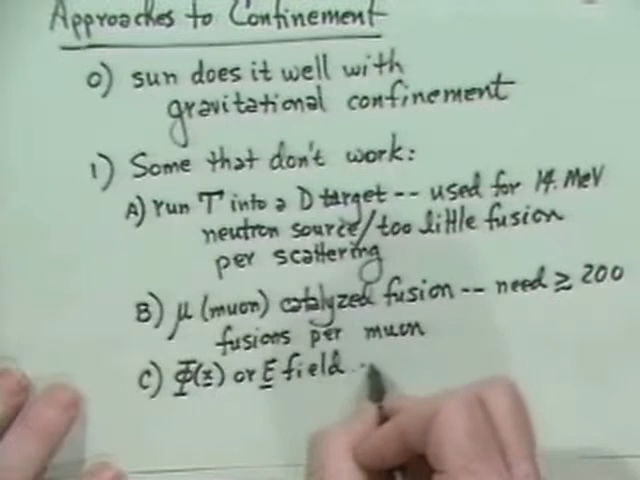 Approaches to Confinement
0) sun does it well with
gravitational confinement
1) Some that don't work:
A) run T into a D target -- used for 14. MeV
neutron source/too little fusion
per scattering
B) μ (muon) catalyzed fusion -- need ≥ 200
fusions per muon
C) Φ(x) or E field -